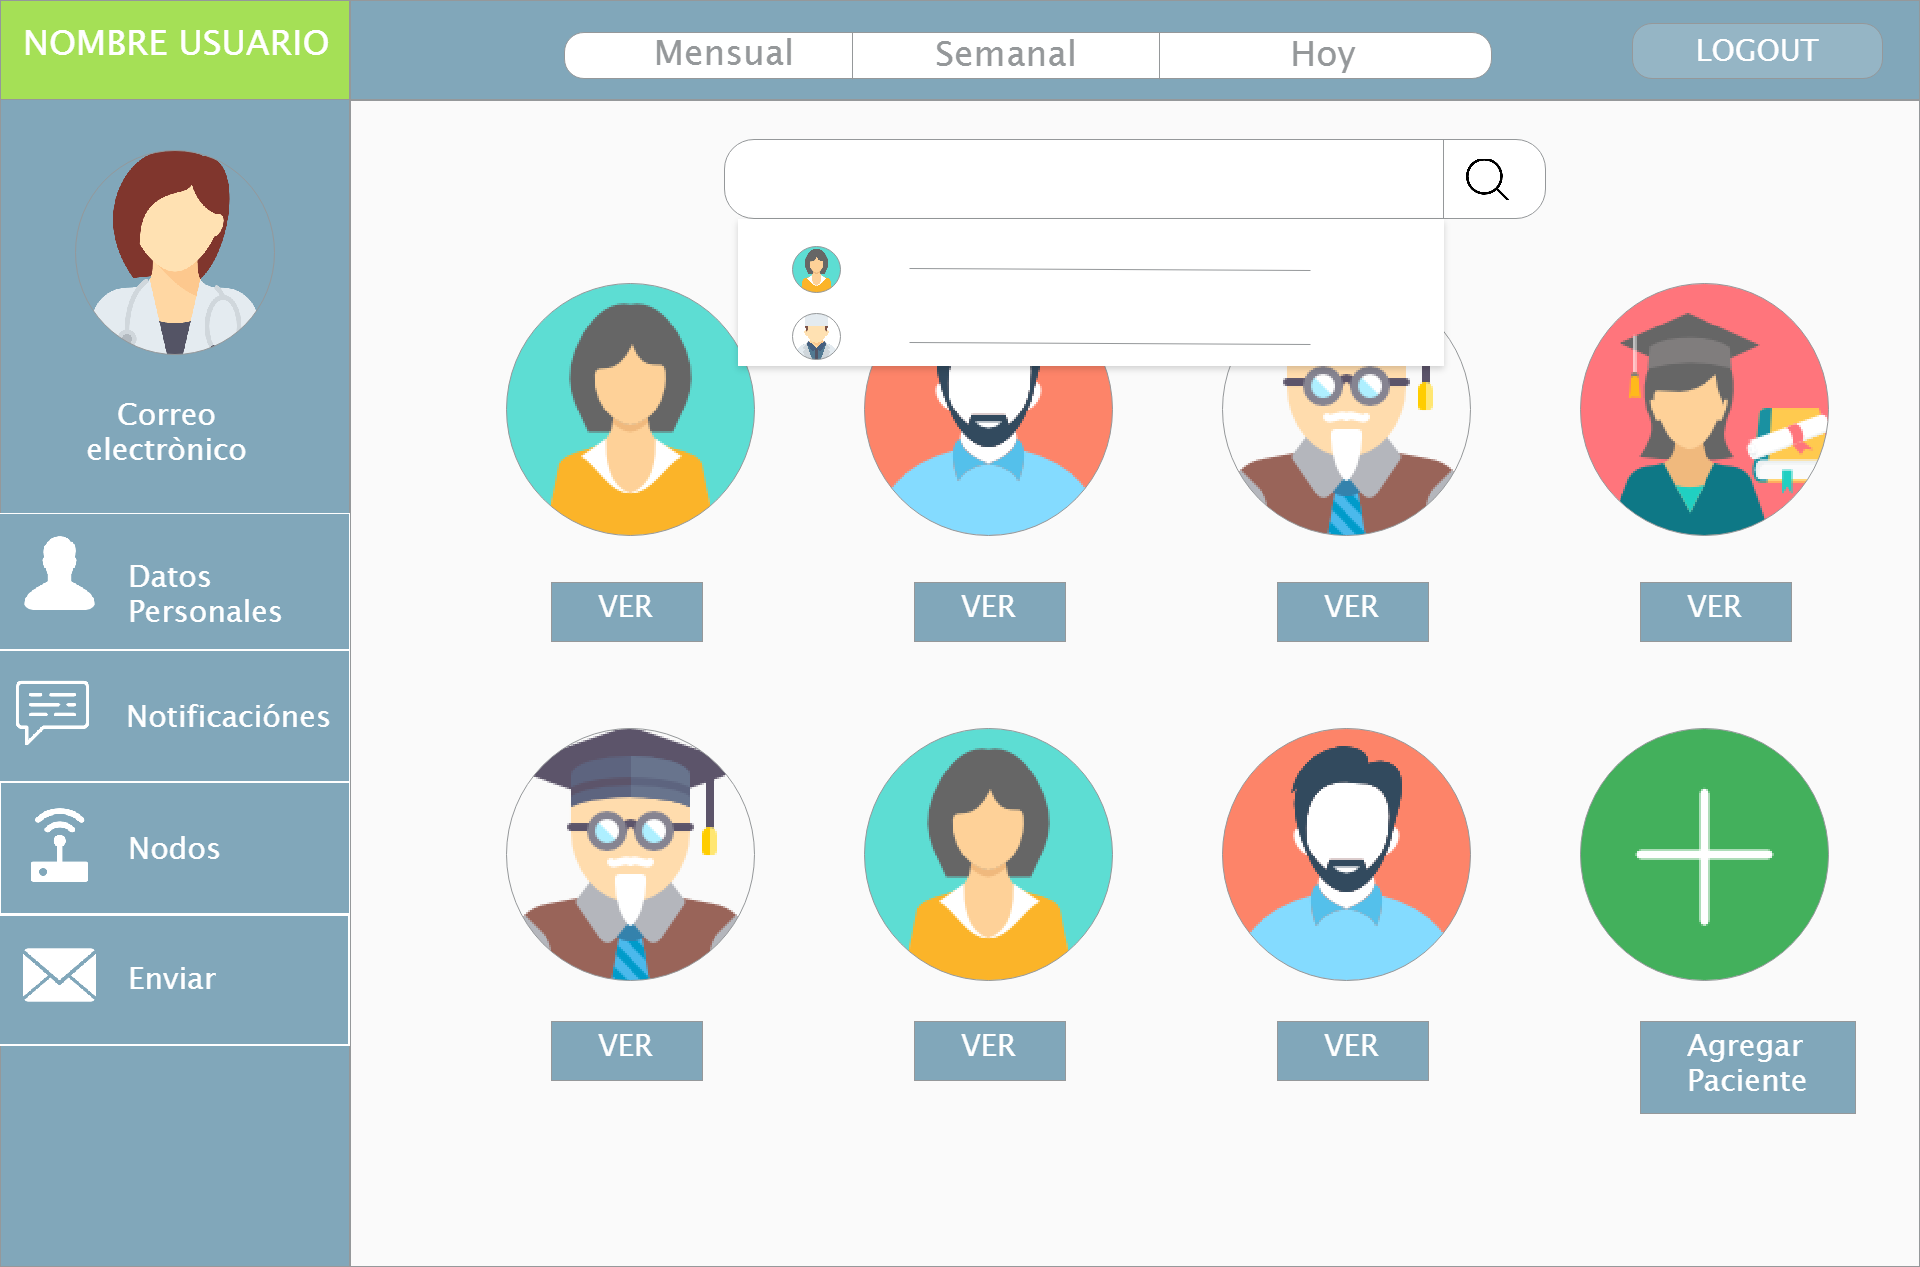 NOMBRE USUARIO
Mensual
Semanal
Hoy
LOGOUT
Correo
electrònico
Datos
Personales
Notificaciónes
Nodos
Enviar
VER
VER
VER
VER
VER
VER
VER
Agregar
Paciente